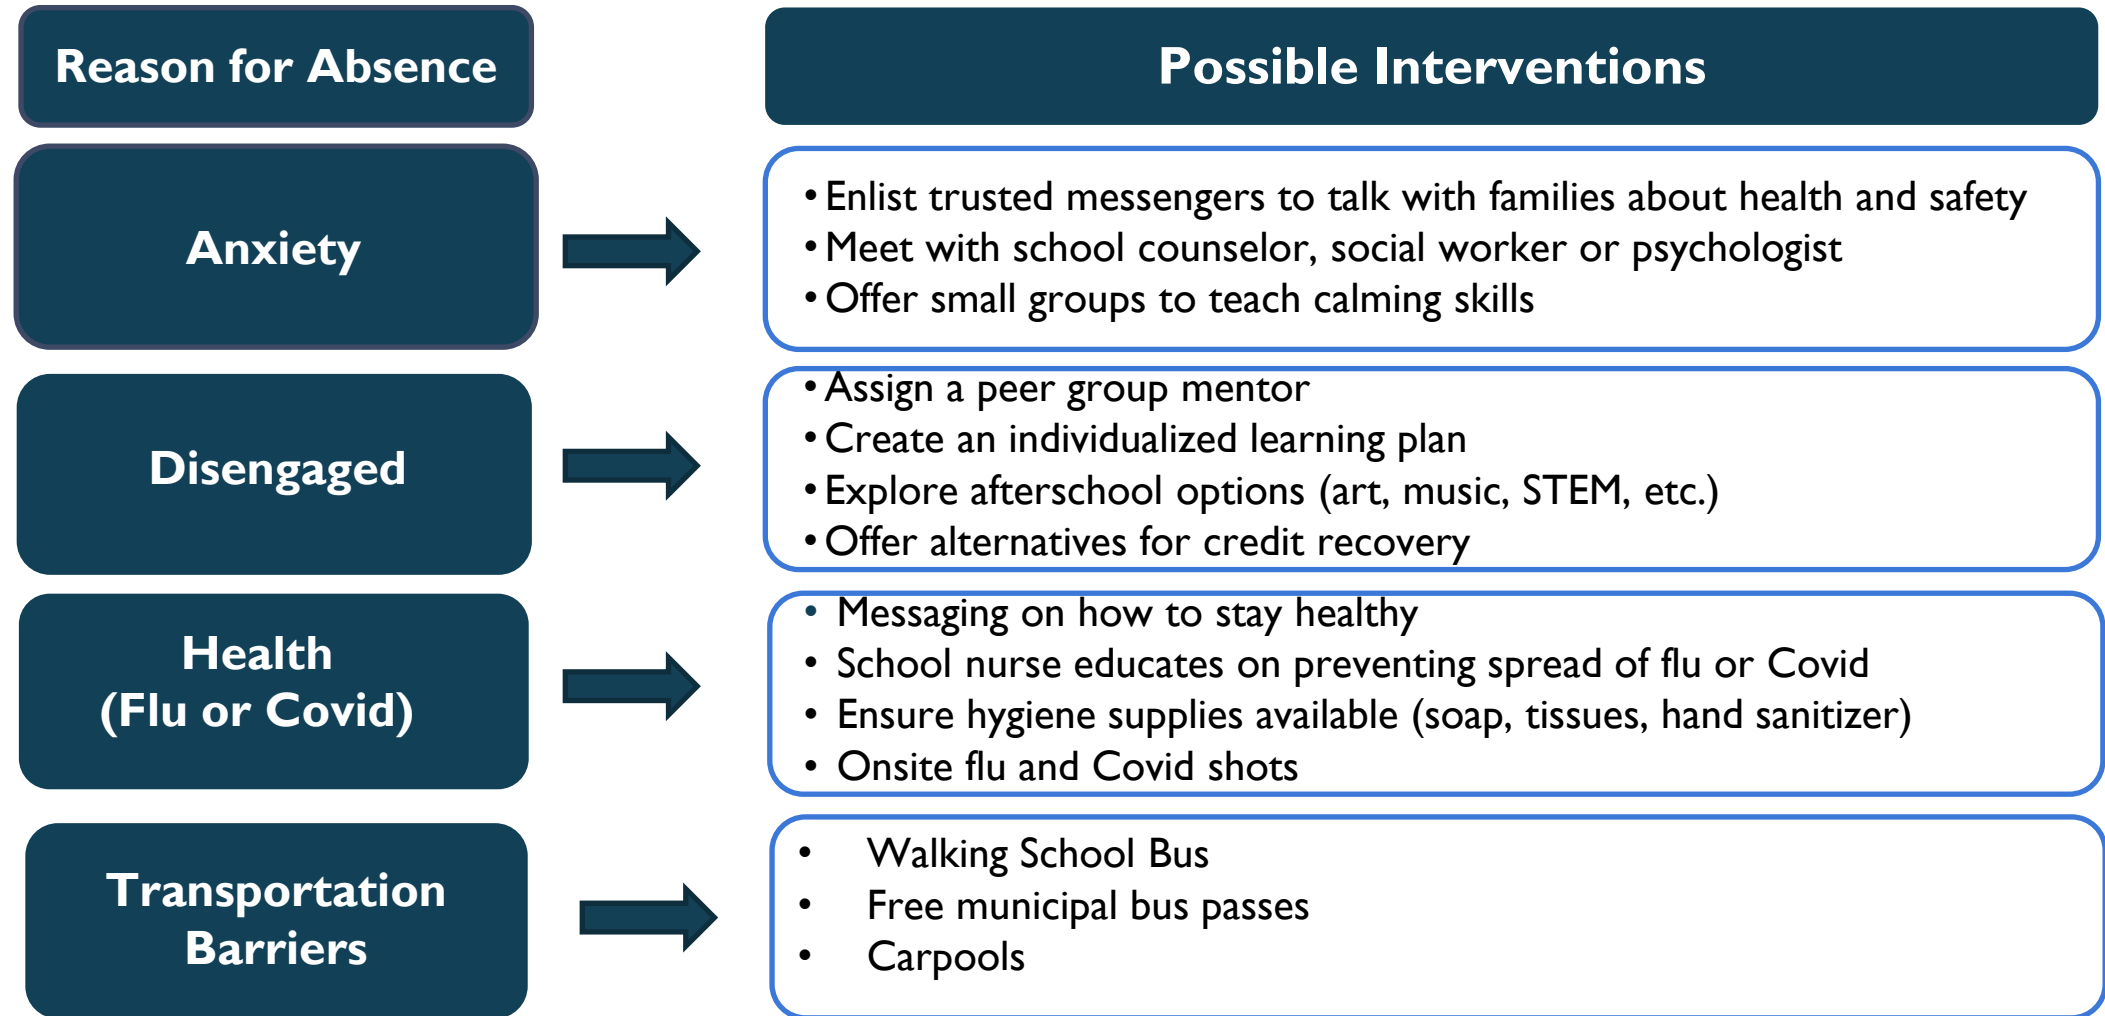 Reason for Absence
Possible Interventions
Anxiety
• Enlist trusted messengers to talk with families about health and safety
• Meet with school counselor, social worker or psychologist
• Offer small groups to teach calming skills
Disengaged
• Assign a peer group mentor
• Create an individualized learning plan
• Explore afterschool options (art, music, STEM, etc.)
• Offer alternatives for credit recovery
Health
(Flu or Covid)
• Messaging on how to stay healthy
• School nurse educates on preventing spread of flu or Covid
• Ensure hygiene supplies available (soap, tissues, hand sanitizer)
• Onsite flu and Covid shots
Transportation
Barriers
• Walking School Bus
• Free municipal bus passes
• Carpools